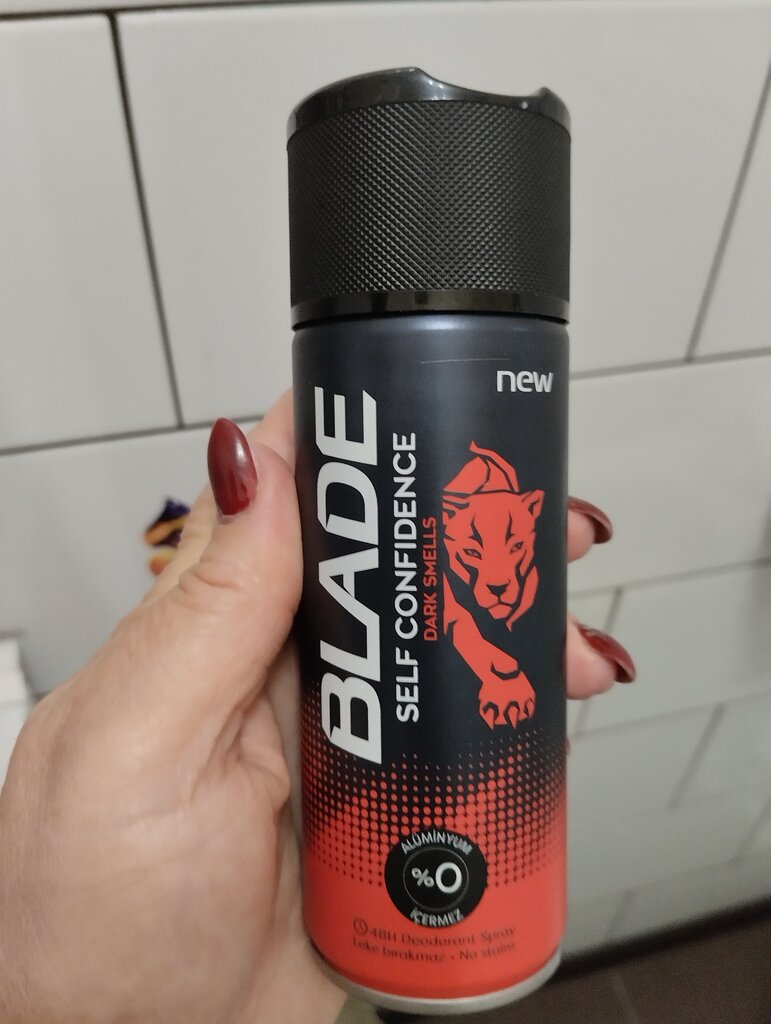 new
BLADE
SELF CONFIDENCE
DARK SMELLS
ALÜMİNYUM
%0
İÇERMEZ
48H Deodorant Spray
Leke bırakmaz - No stains